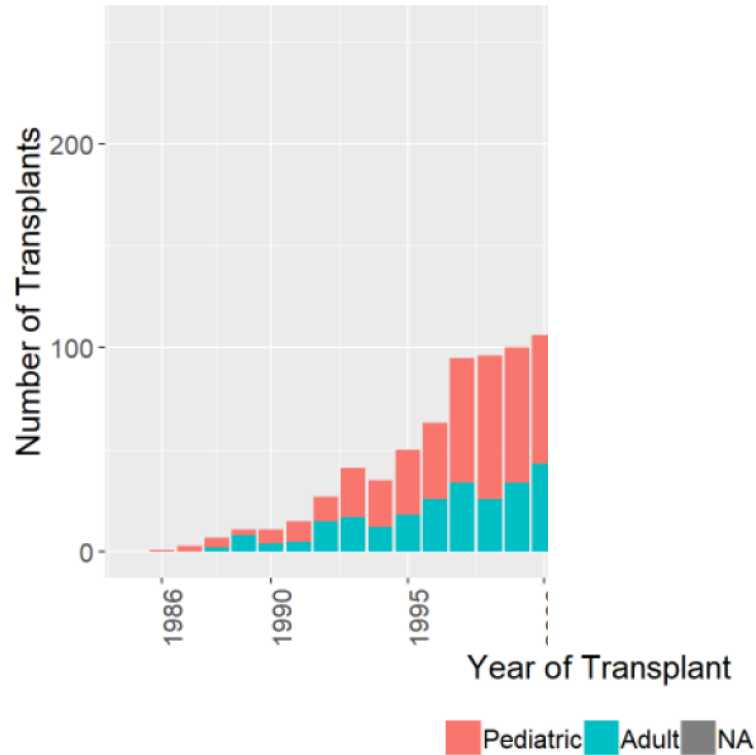 Number of Transplants
200
100
0
1986
1990
1995
Year of Transplant
Pediatric Adult NA